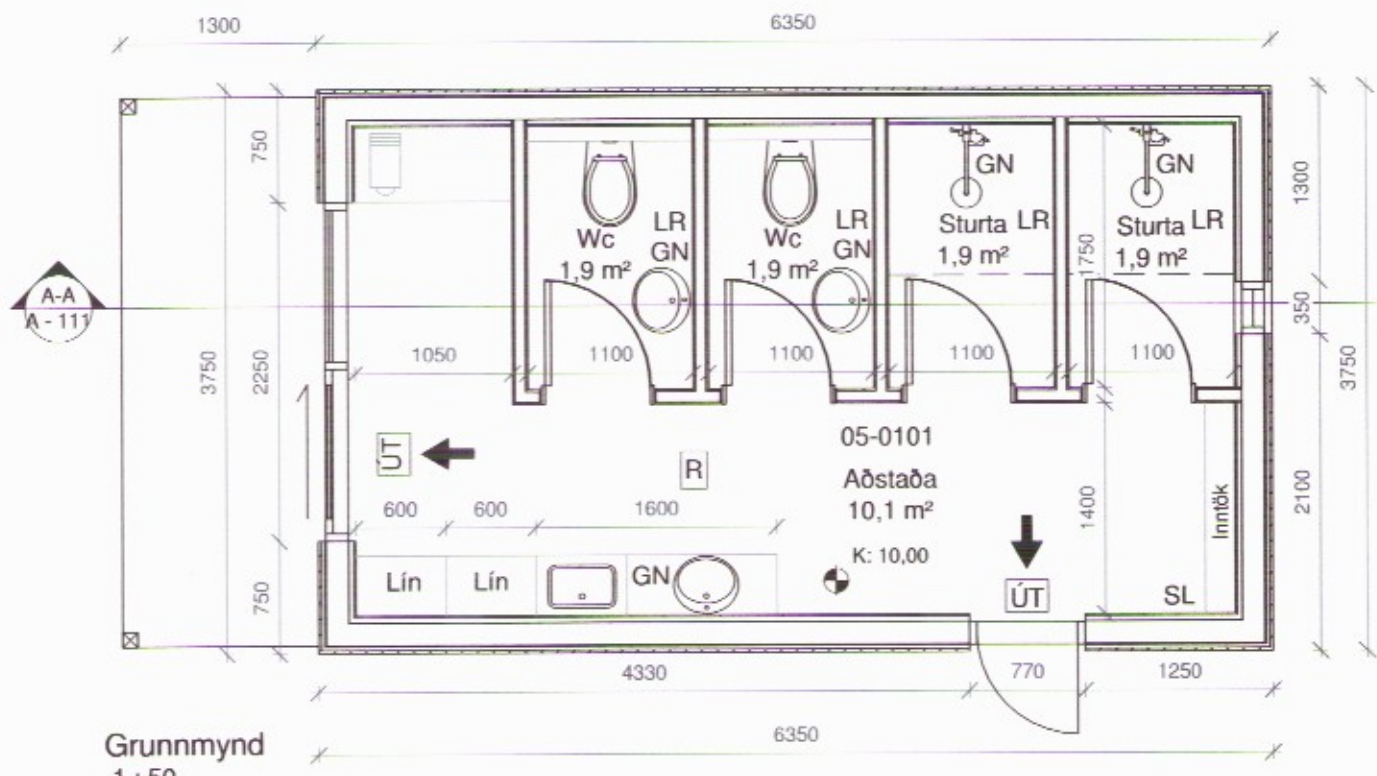 1300
6350
750
2250
750
3750
A-A
A - 111
Wc
1,9 m²
LR
GN
Wc
1,9 m²
LR
GN
GN
Sturta LR
1,9 m²
GN
Sturta LR
1,9 m²
1750
1300
350
2100
3750
1050
1100
1100
1100
1100
ÚT
R
05-0101
Aðstaða
10,1 m²
K: 10,00
1400
Inntök
600
600
1600
Lín
Lín
GN
ÚT
SL
4330
770
1250
6350
Grunnmynd
1 : 50